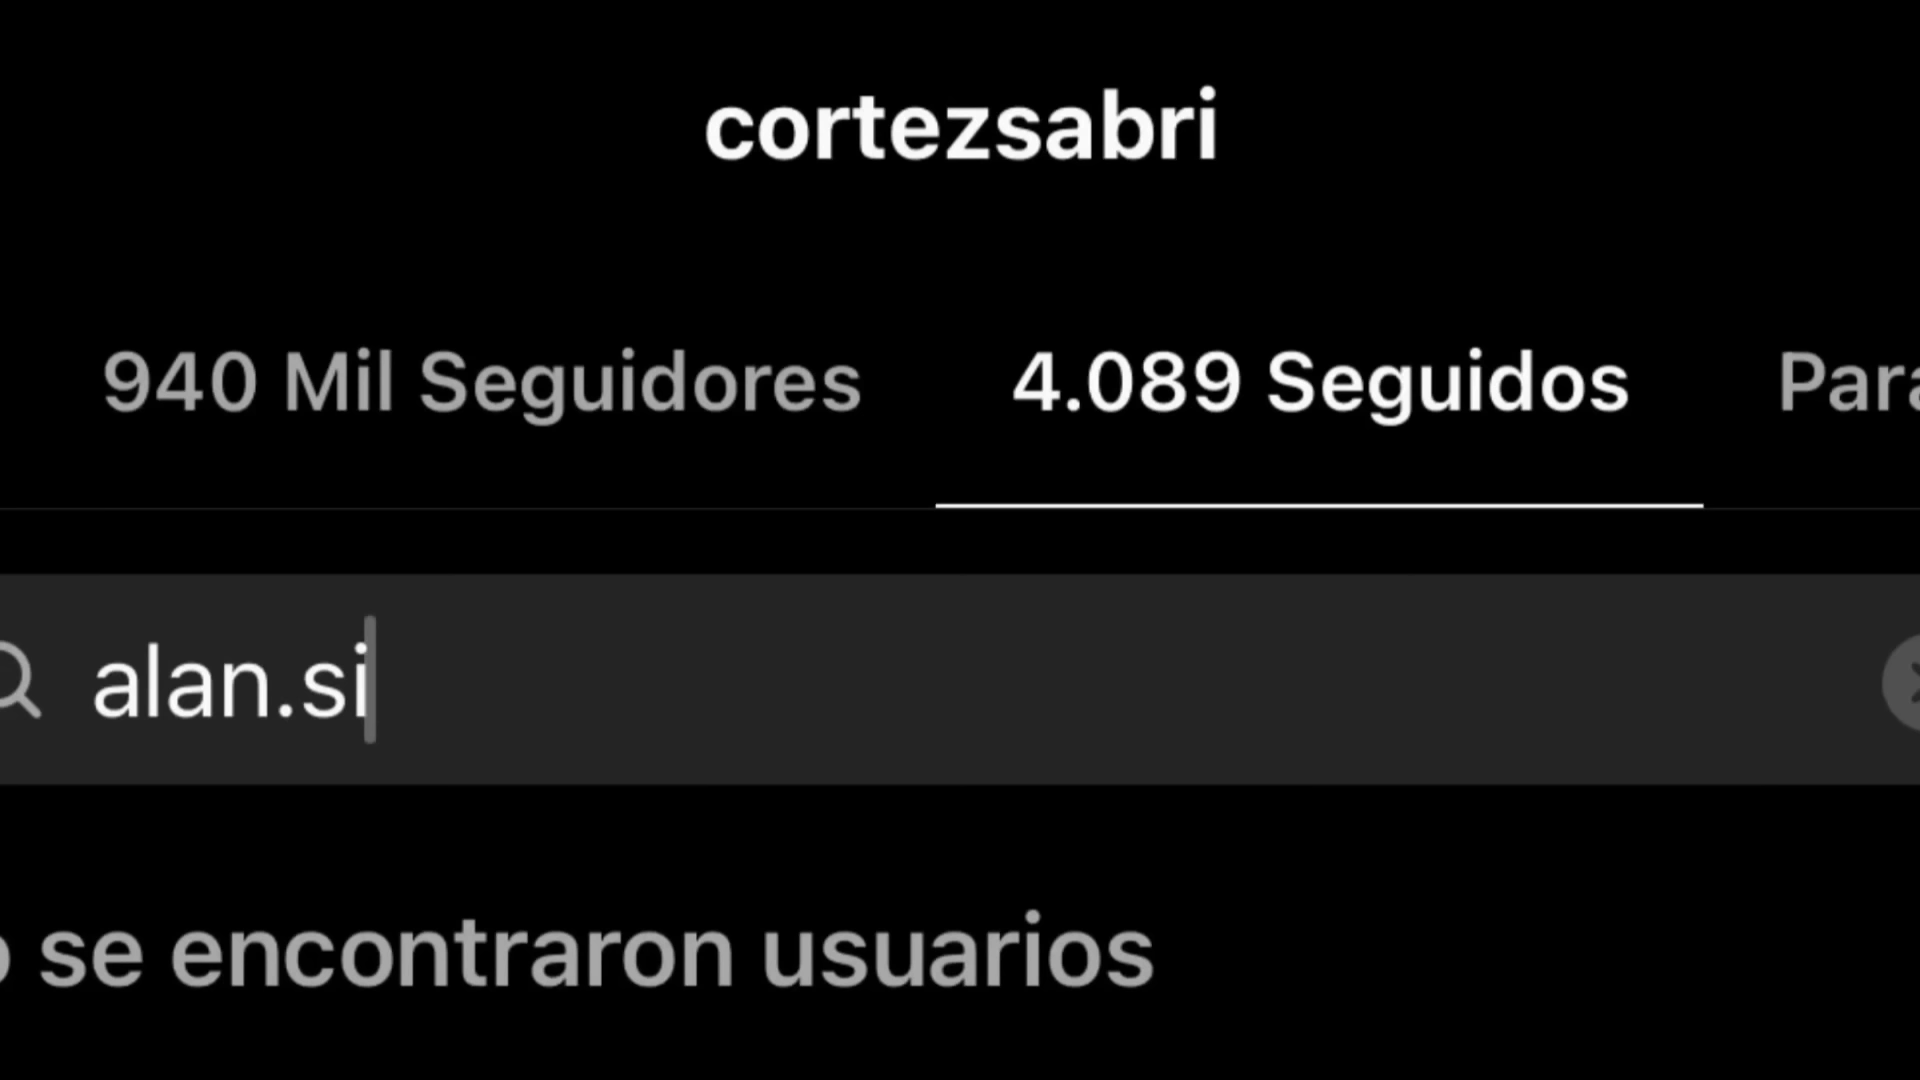 cortezsabri
940 Mil Seguidores 4.089 Seguidos
alan.si
se encontraron usuarios